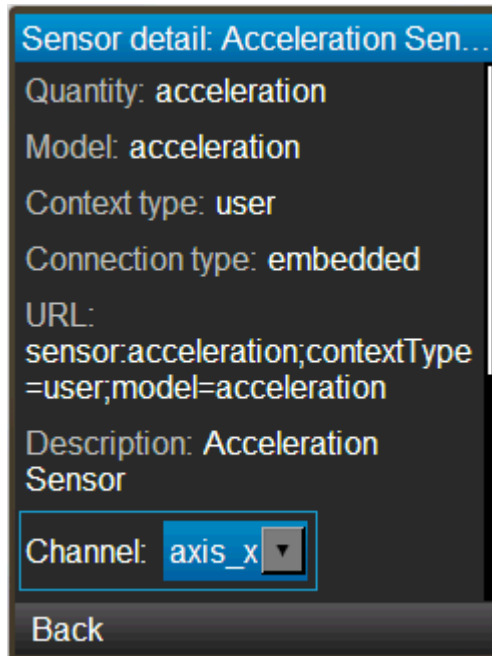 Sensor detail: Acceleration Sen...
Quantity: acceleration
Model: acceleration
Context type: user
Connection type: embedded
URL:
sensor:acceleration;contextType
=user;model=acceleration
Description: Acceleration
Sensor
Channel: axis_x
Back